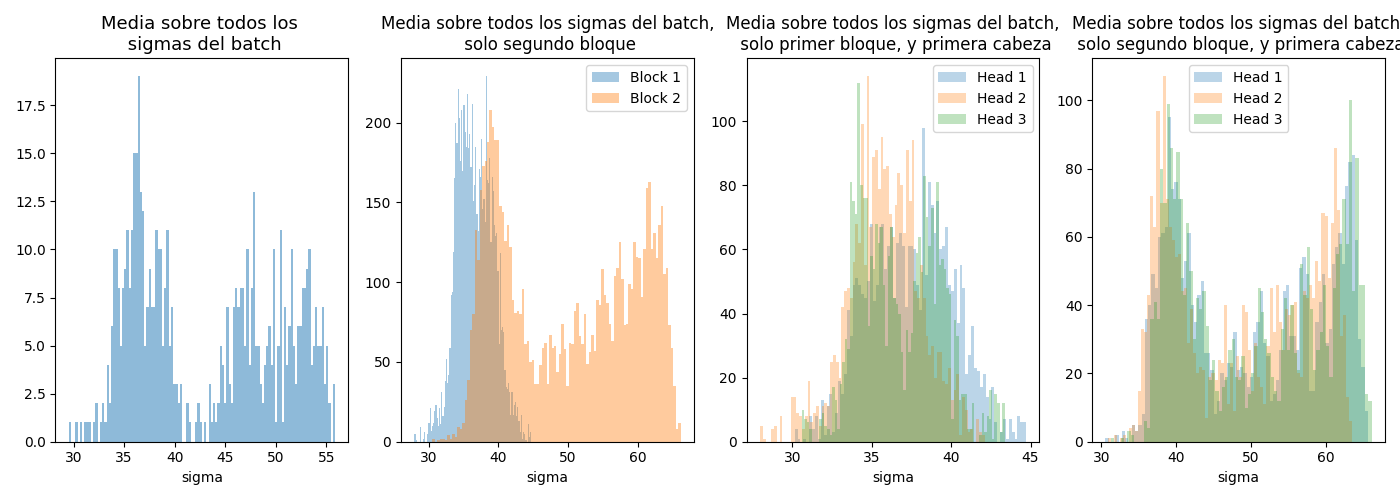 Media sobre todos los
sigmas del batch
Media sobre todos los sigmas del batch,
solo segundo bloque
Media sobre todos los sigmas del batch,
solo primer bloque, y primera cabeza
Media sobre todos los sigmas del batch
solo segundo bloque, y primera cabeza
17.5
15.0
12.5
10.0
7.5
5.0
2.5
0.0
30 35 40 45 50 55
sigma
Block 1
Block 2
200
150
100
50
0
30 40 50 60
sigma
Head 1
Head 2
Head 3
100
80
60
40
20
0
30 35 40 45
sigma
Head 1
Head 2
Head 3
100
80
60
40
20
0
30 40 50 60
sigma